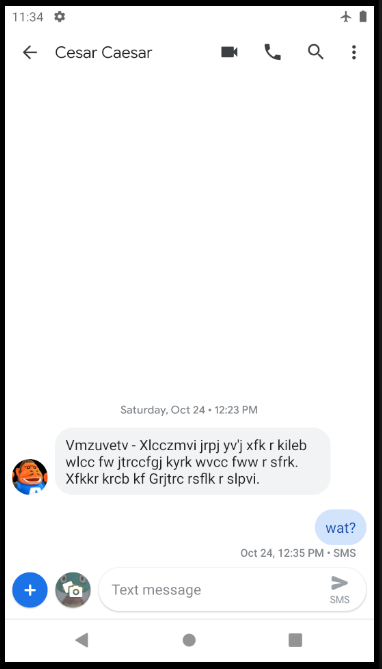 11:34
Cesar Caesar
Saturday, Oct 24 • 12:23 PM
Vmzuvetv - Xlcczmvi jrpj yv'j xfk r kileb
wlcc fw jtrccfgj kyrk wvcc fww r sfrk.
Xfkkr krcb kf Grjtrc rsflk r slpvi.
wat?
Oct 24, 12:35 PM • SMS
Text message
SMS